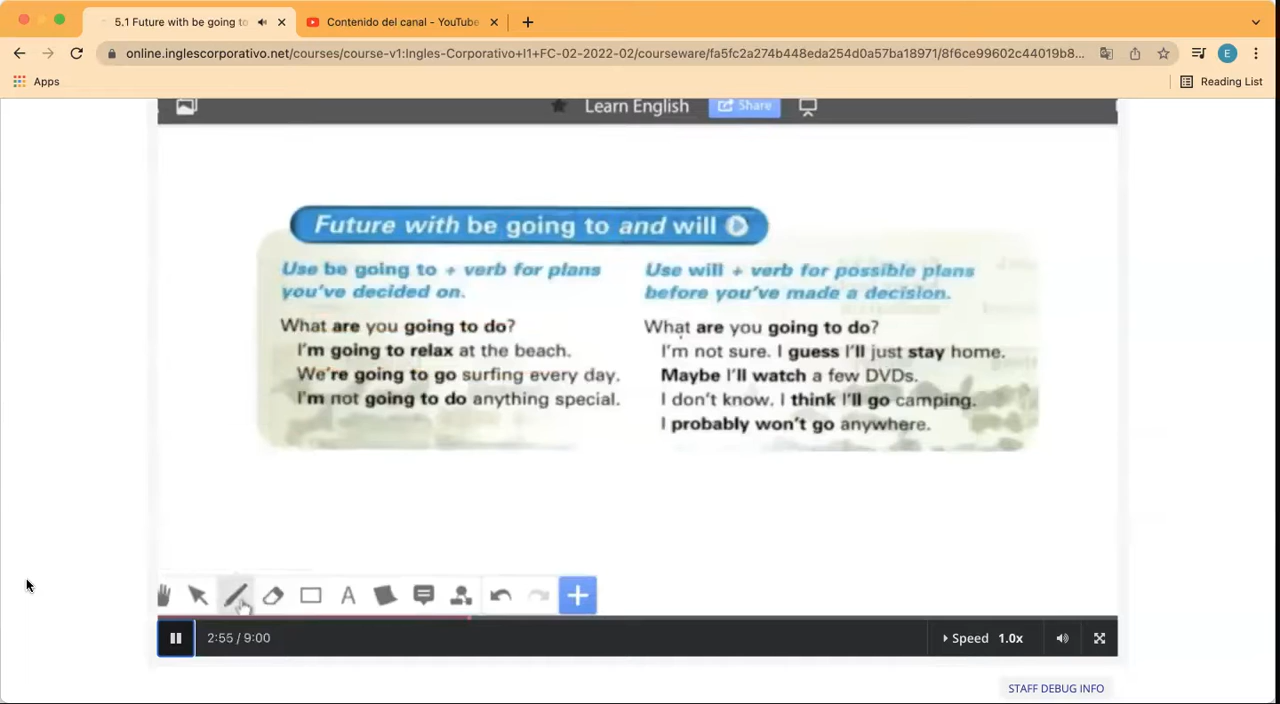 5.1 Future with be going to
Contenido del canal - YouTube
online.inglescorporativo.net/courses/course-v1:Ingles-Corporativo+I1+FC-02-2022-02/courseware/fa5fc2a274b448eda254d0a57ba18971/8f6ce99602c44019b8...
E
Apps
Reading List
Learn English
Share
Future with be going to and will
Use be going to + verb for plans
you've decided on.
What are you going to do?
I'm going to relax at the beach.
We're going to go surfing every day.
I'm not going to do anything special.
Use will + verb for possible plans
before you've made a decision.
What are you going to do?
I'm not sure. I guess I'll just stay home.
Maybe I'll watch a few DVDs.
I don't know. I think I'll go camping.
I probably won't go anywhere.
A
2:55 / 9:00
Speed 1.0x
STAFF DEBUG INFO